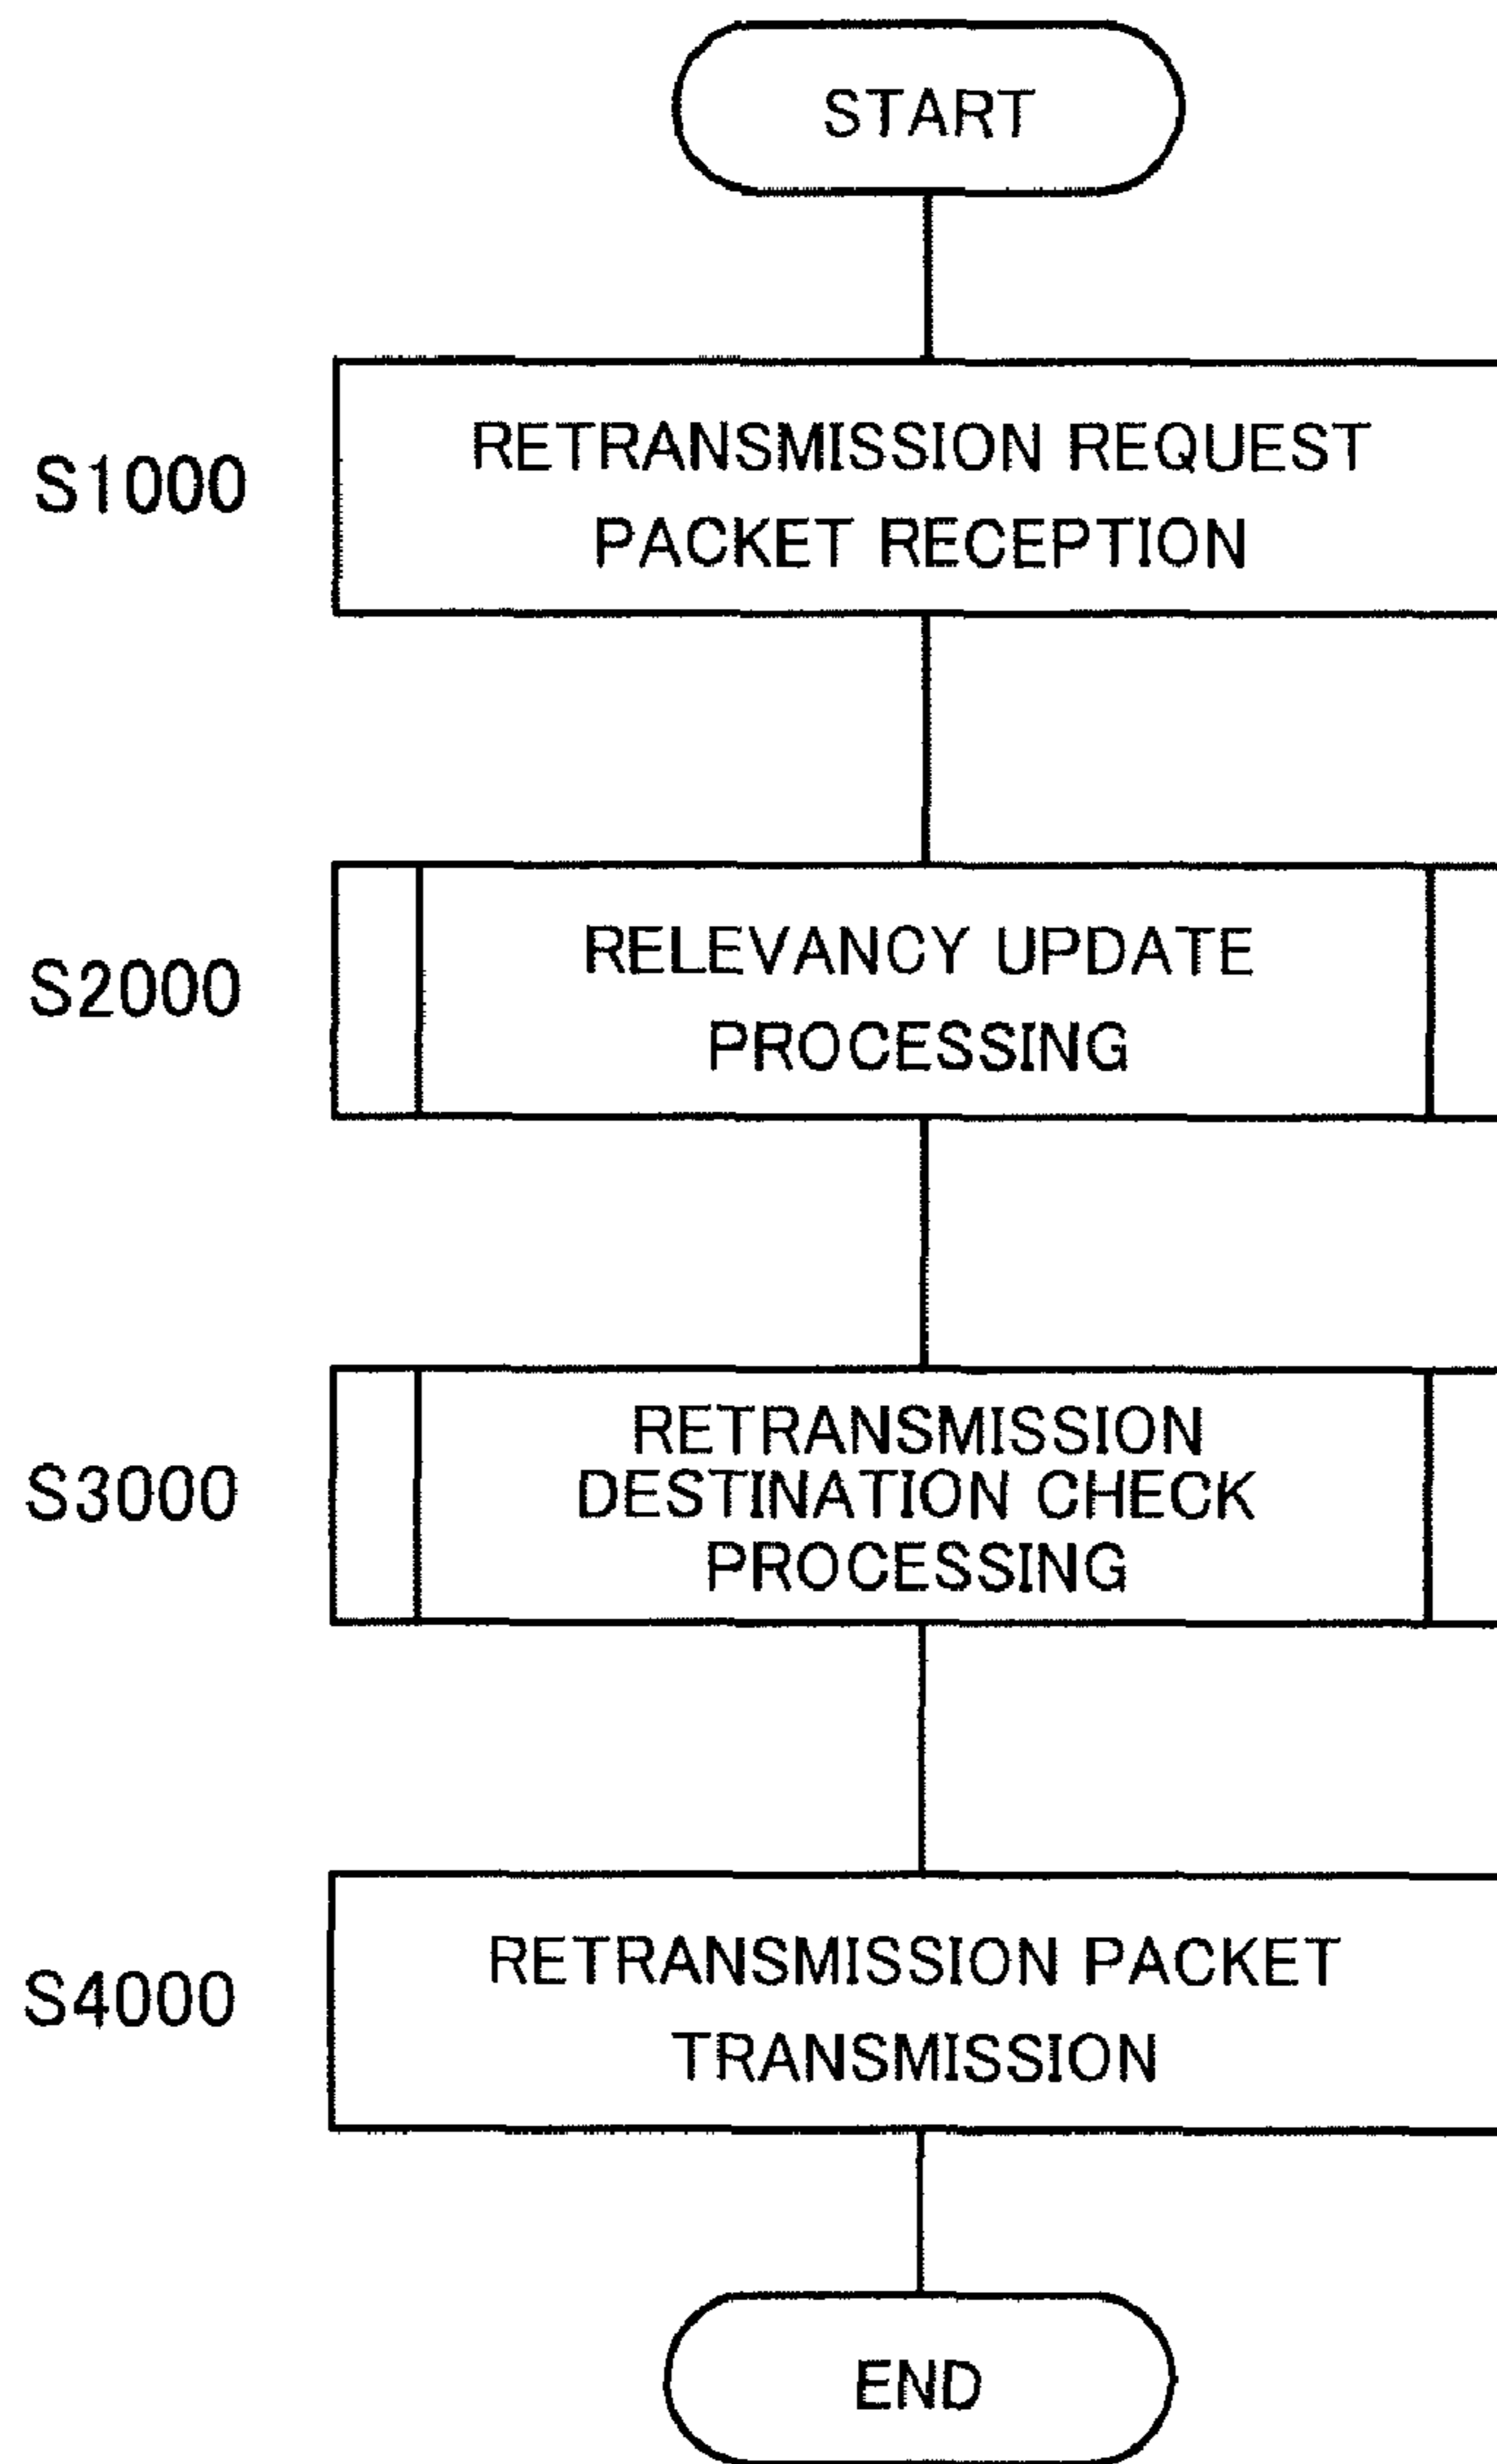 START
S1000
RETRANSMISSION REQUEST
PACKET RECEPTION
S2000
RELEVANCY UPDATE
PROCESSING
S3000
RETRANSMISSION
DESTINATION CHECK
PROCESSING
S4000
RETRANSMISSION PACKET
TRANSMISSION
END